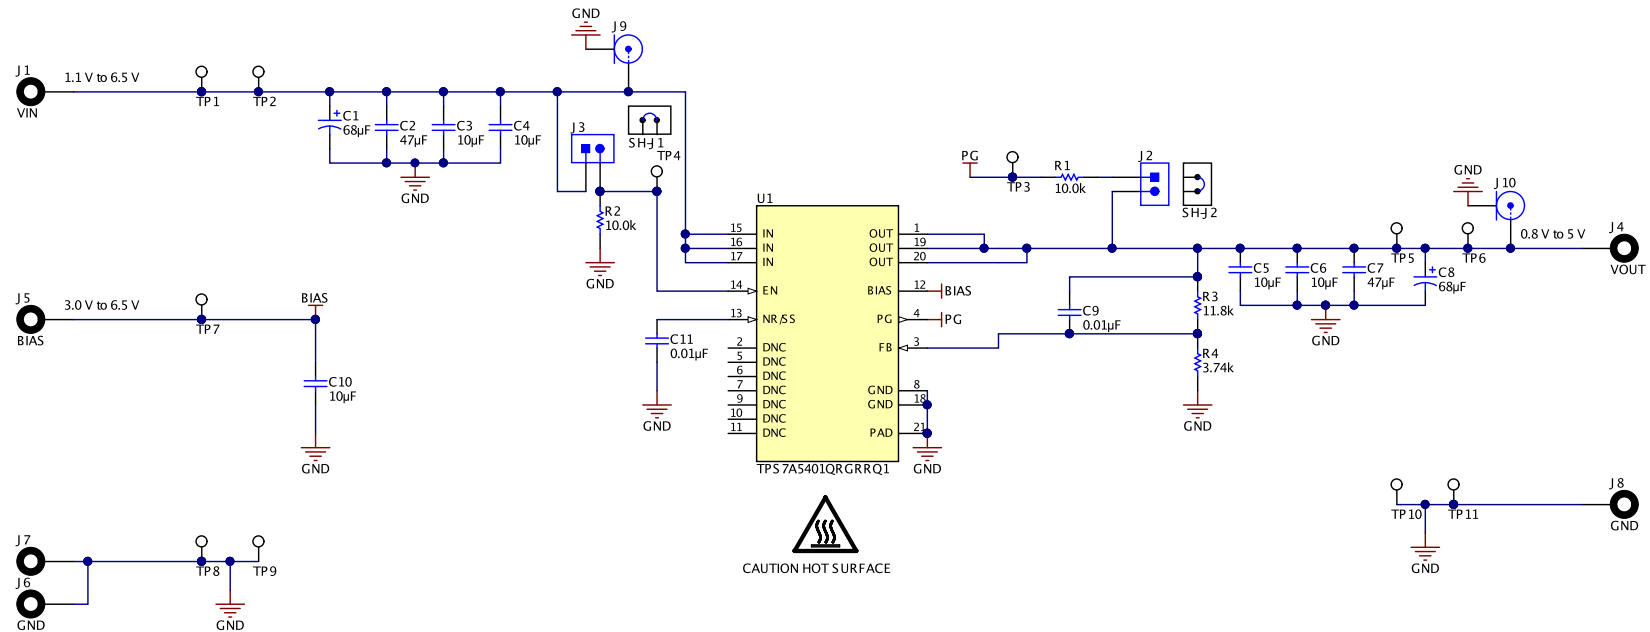 GND
J9
J1
1.1 V to 6.5 V
TP1
TP2
VIN
C1
68µF
C2
47µF
C3
10µF
C4
10µF
GND
J3
SH-J1
TP4
R2
10.0k
GND
PG
TP3
R1
10.0k
J2
SH-J2
GND
J10
0.8 V to 5 V
J4
VOUT
TP5
TP6
U1
15
IN
16
IN
17
IN
14
EN
13
NR/SS
2
DNC
5
DNC
6
DNC
7
DNC
9
DNC
10
DNC
11
DNC
OUT
1
OUT
19
OUT
20
BIAS
12
BIAS
PG
4
PG
FB
3
GND
8
GND
18
PAD
21
GND
TPS7A5401QRGRRQ1
C5
10µF
C6
10µF
C7
47µF
C8
68µF
GND
C9
0.01µF
R3
11.8k
R4
3.74k
GND
C11
0.01µF
GND
J5
3.0 V to 6.5 V
BIAS
TP7
BIAS
C10
10µF
GND
J7
J6
GND
TP8
TP9
GND
CAUTION HOT SURFACE
TP10
TP11
J8
GND
GND